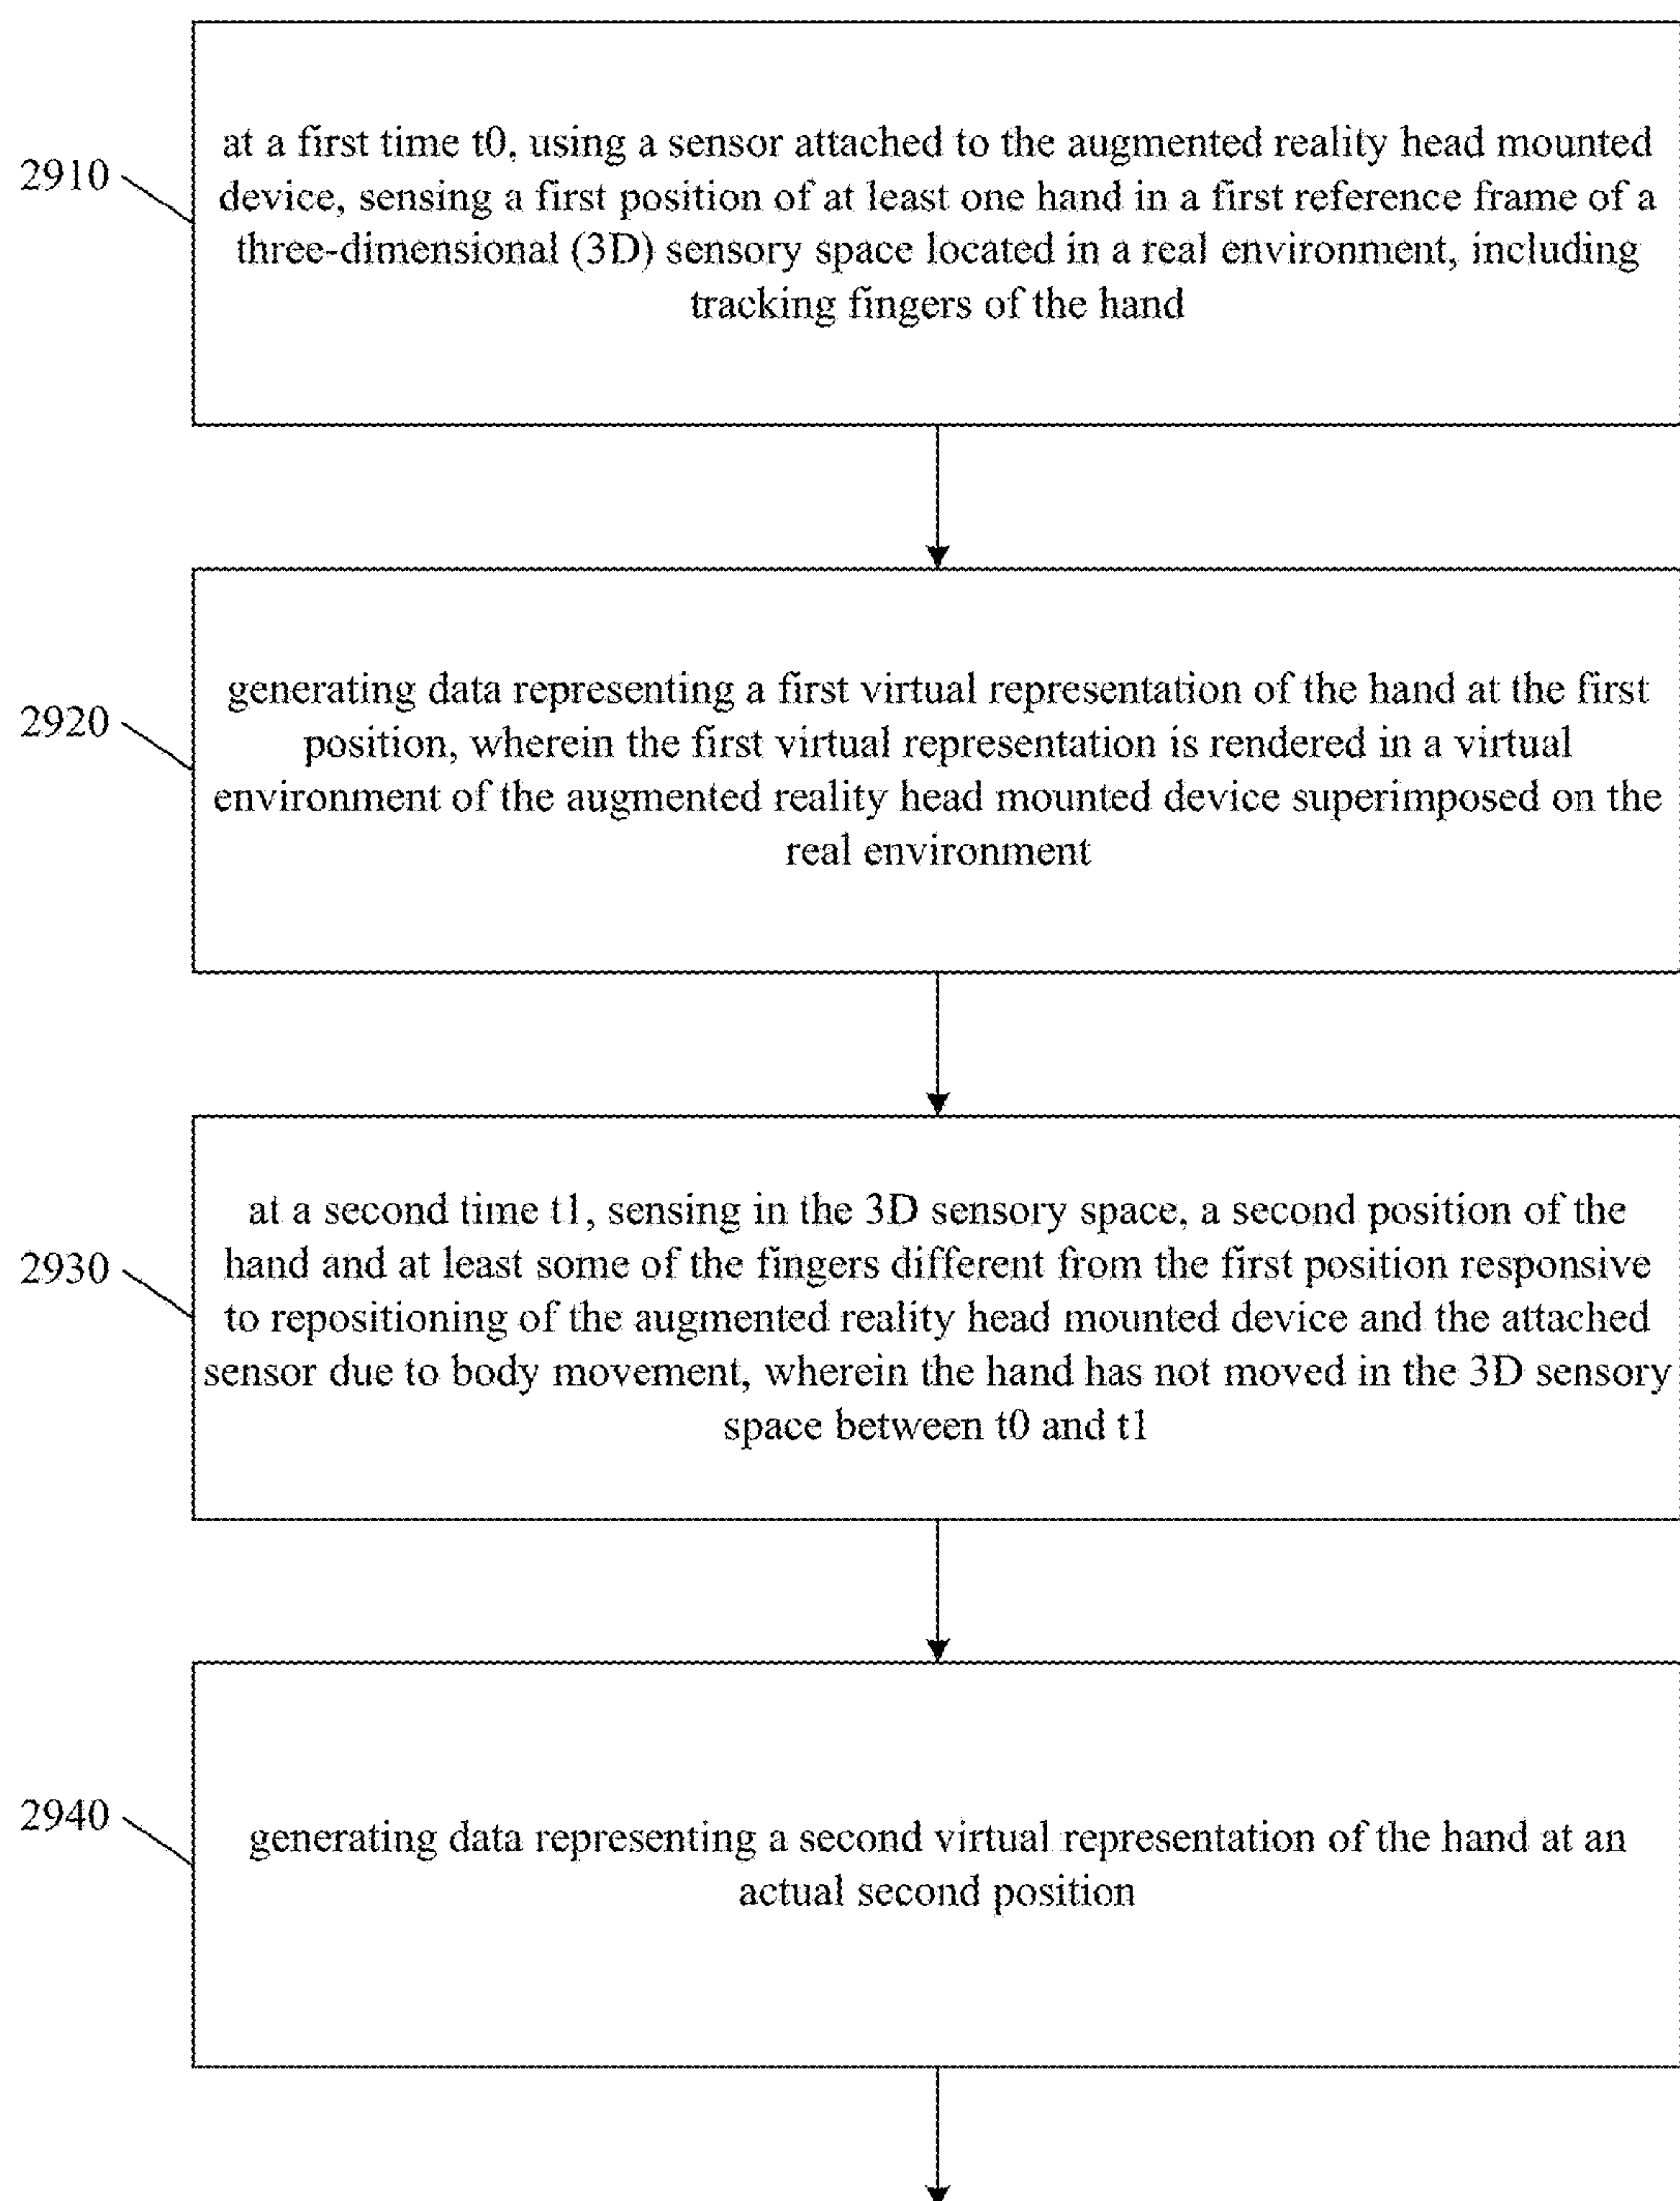 2910
at a first time t0, using a sensor attached to the augmented reality head mounted
device, sensing a first position of at least one hand in a first reference frame of a
three-dimensional (3D) sensory space located in a real environment, including
tracking fingers of the hand
2920
generating data representing a first virtual representation of the hand at the first
position, wherein the first virtual representation is rendered in a virtual
environment of the augmented reality head mounted device superimposed on the
real environment
2930
at a second time t1, sensing in the 3D sensory space, a second position of the
hand and at least some of the fingers different from the first position responsive
to repositioning of the augmented reality head mounted device and the attached
sensor due to body movement, wherein the hand has not moved in the 3D sensory
space between t0 and t1
2940
generating data representing a second virtual representation of the hand at an
actual second position